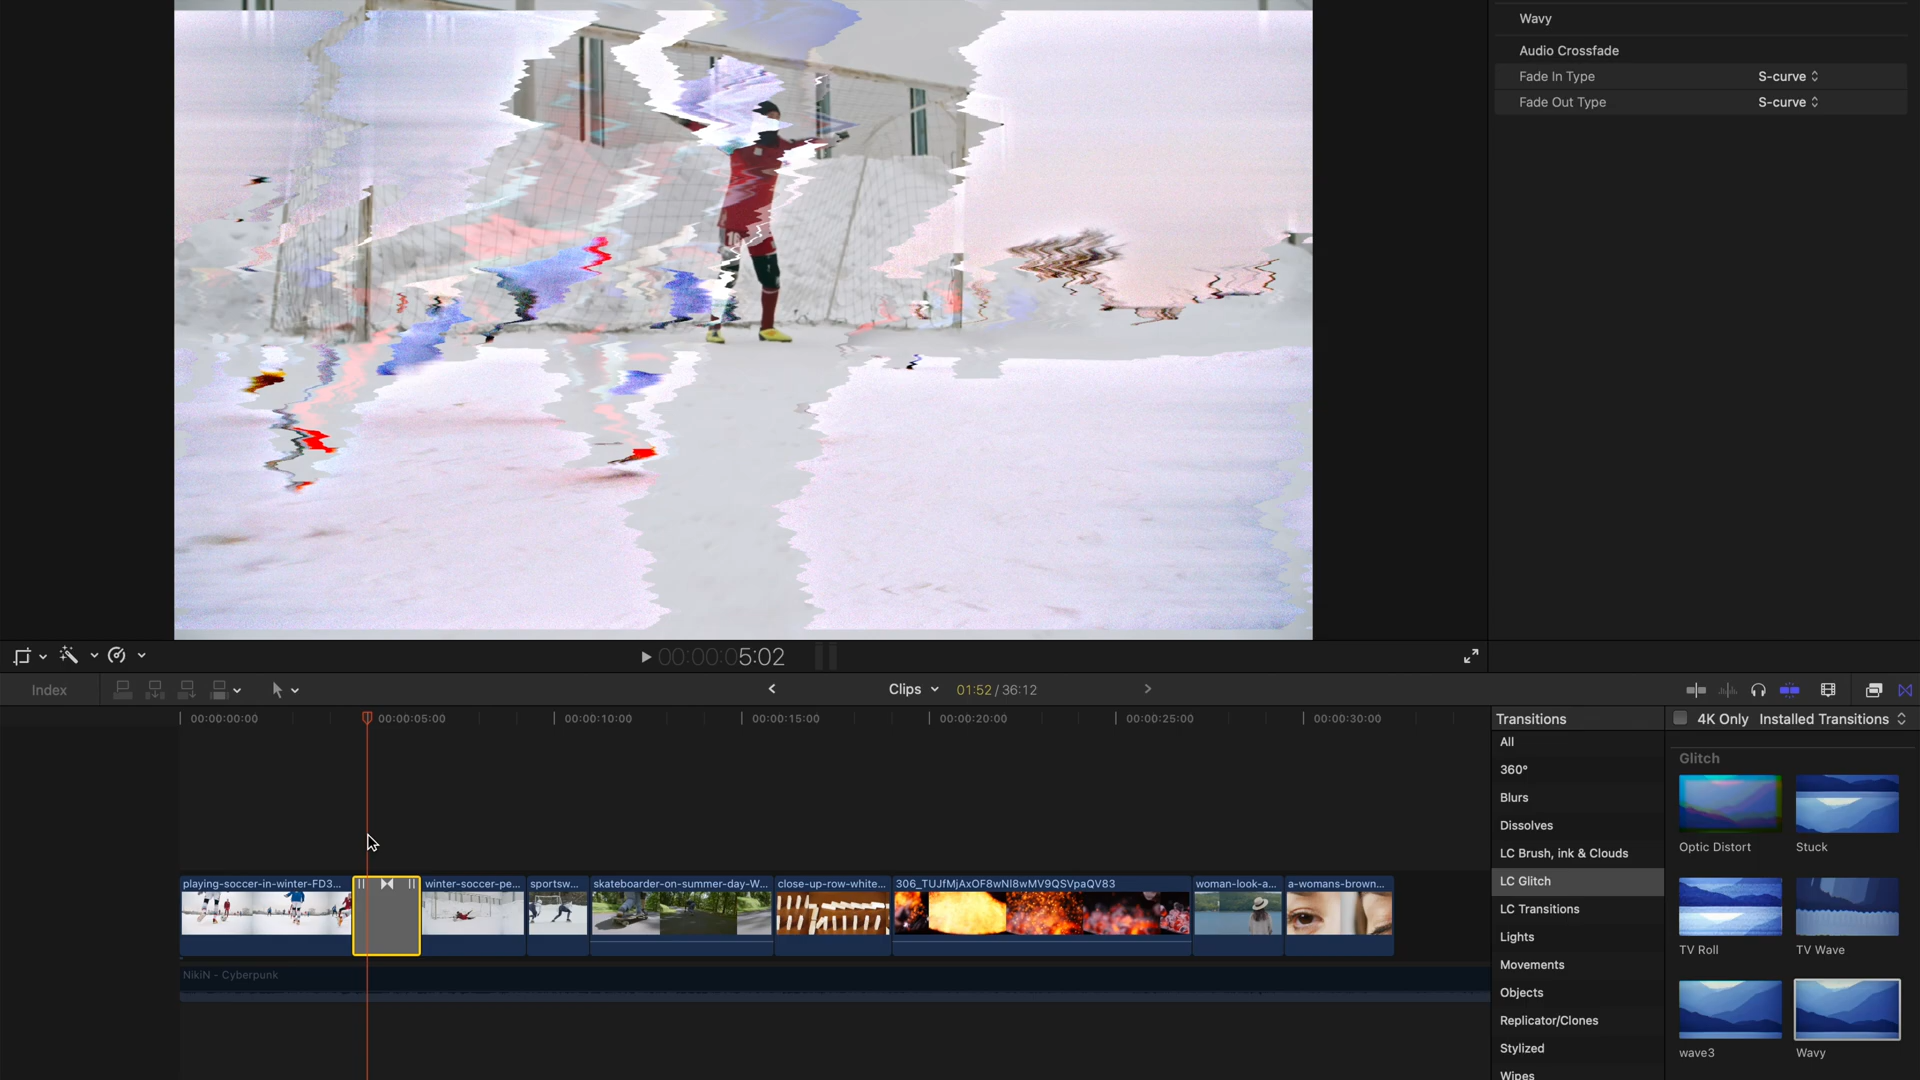 Wavy
Audio Crossfade
Fade In Type S-curve
Fade Out Type S-curve
10
00:00:005:02
Index
Clips 01:52 / 36:12
00:00:00:00 00:00:05:00 00:00:10:00 00:00:15:00 00:00:20:00 00:00:25:00 00:00:30:00
Transitions
4K Only Installed Transitions
All
360°
Blurs
Dissolves
LC Brush, ink & Clouds
LC Glitch
LC Transitions
Lights
Movements
Objects
Replicator/Clones
Stylized
Wipes
Glitch
Optic Distort Stuck
TV Roll TV Wave
wave3 Wavy
playing-soccer-in-winter-FD3... winter-soccer-pe... sportsw... skateboarder-on-summer-day-W... close-up-row-white... 306_TUJfMjAxOF8wNl8wMV9QSVpaQV83 woman-look-a... a-womans-brown...
NikiN - Cyberpunk